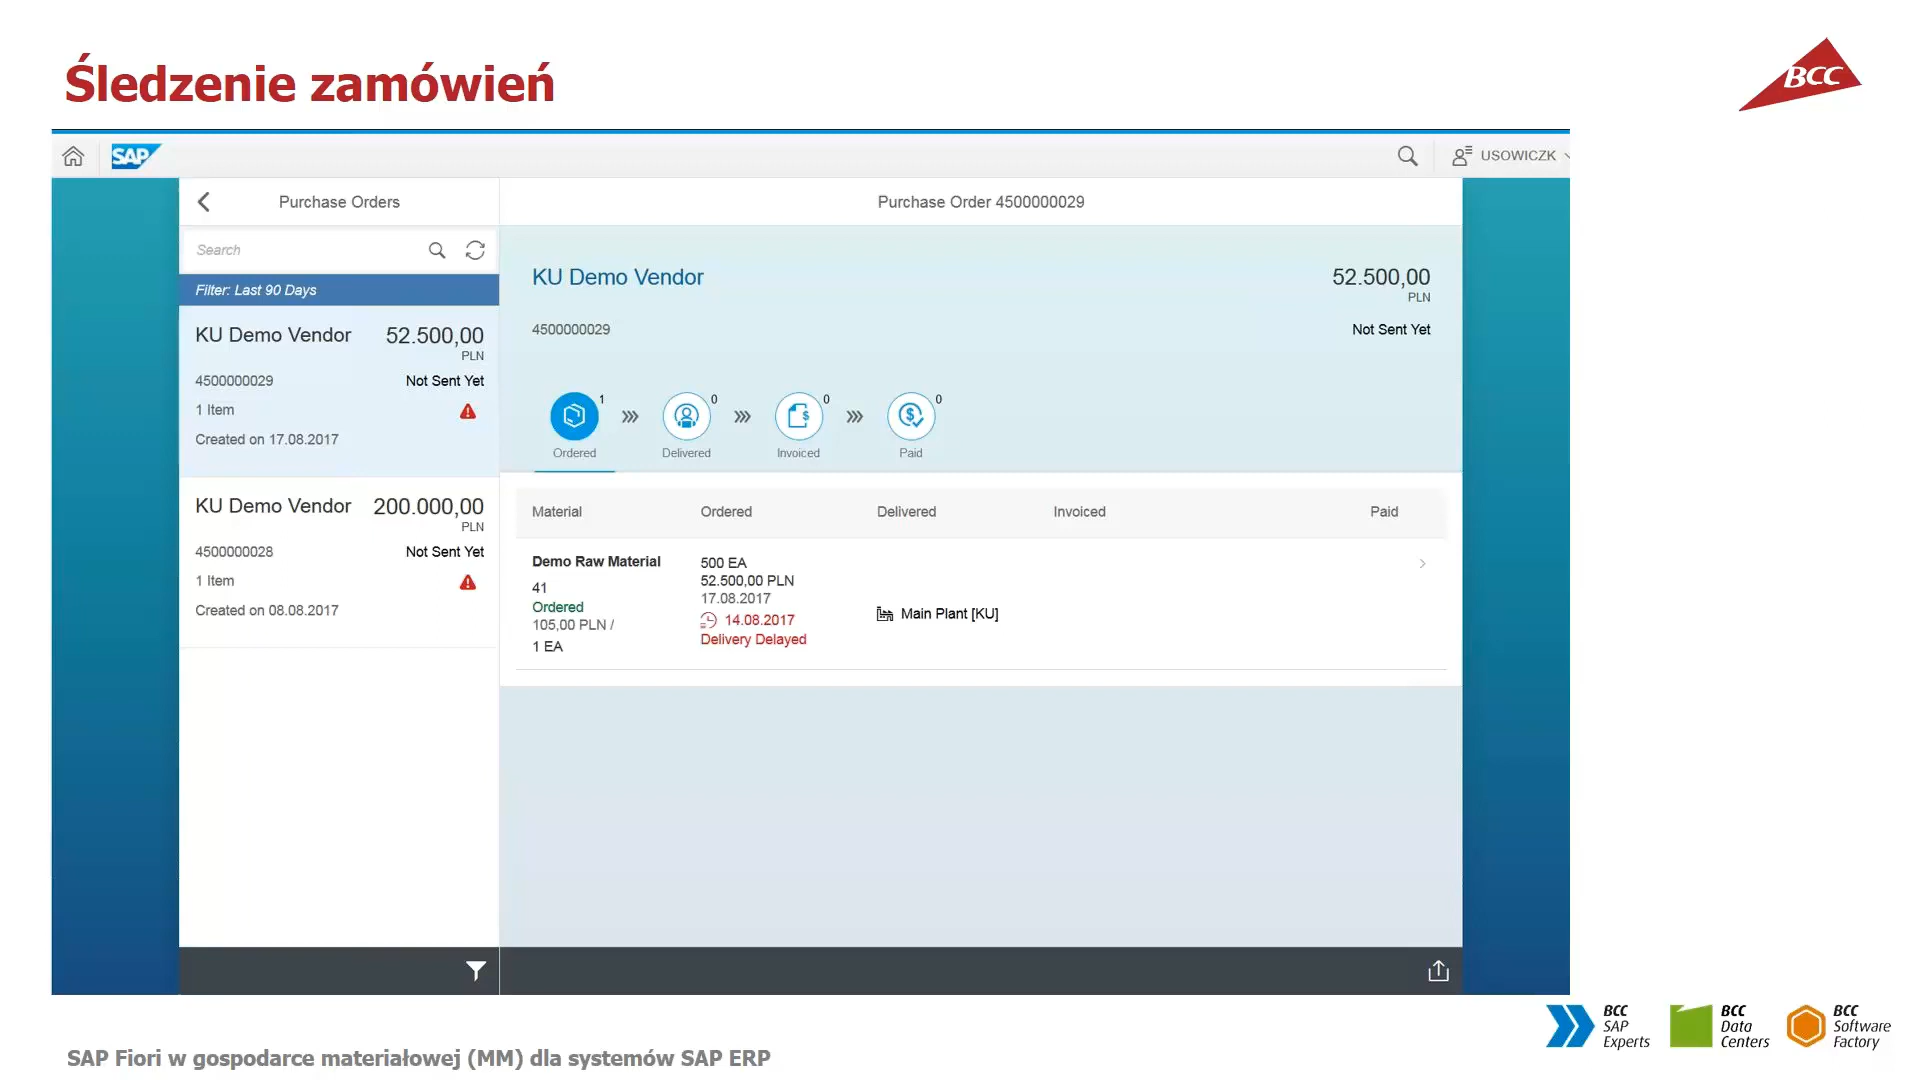 Śledzenie zamówień
BCC
SAP
USOWICZK
Purchase Orders
Purchase Order 4500000029
Search
Filter: Last 90 Days
KU Demo Vendor 52.500,00
PLN
4500000029 Not Sent Yet
1 Item
Created on 17.08.2017
KU Demo Vendor 200.000,00
PLN
4500000028 Not Sent Yet
1 Item
Created on 08.08.2017
KU Demo Vendor 52.500,00
PLN
4500000029 Not Sent Yet
1 0 0 0
Ordered Delivered Invoiced Paid
Material Ordered Delivered Invoiced Paid
Demo Raw Material
41
Ordered
105,00 PLN /
1 EA
500 EA
52.500,00 PLN
17.08.2017
14.08.2017
Delivery Delayed
Main Plant [KU]
SAP Fiori w gospodarce materiałowej (MM) dla systemów SAP ERP
BCC
SAP
Experts
BCC
Data
Centers
BCC
Software
Factory